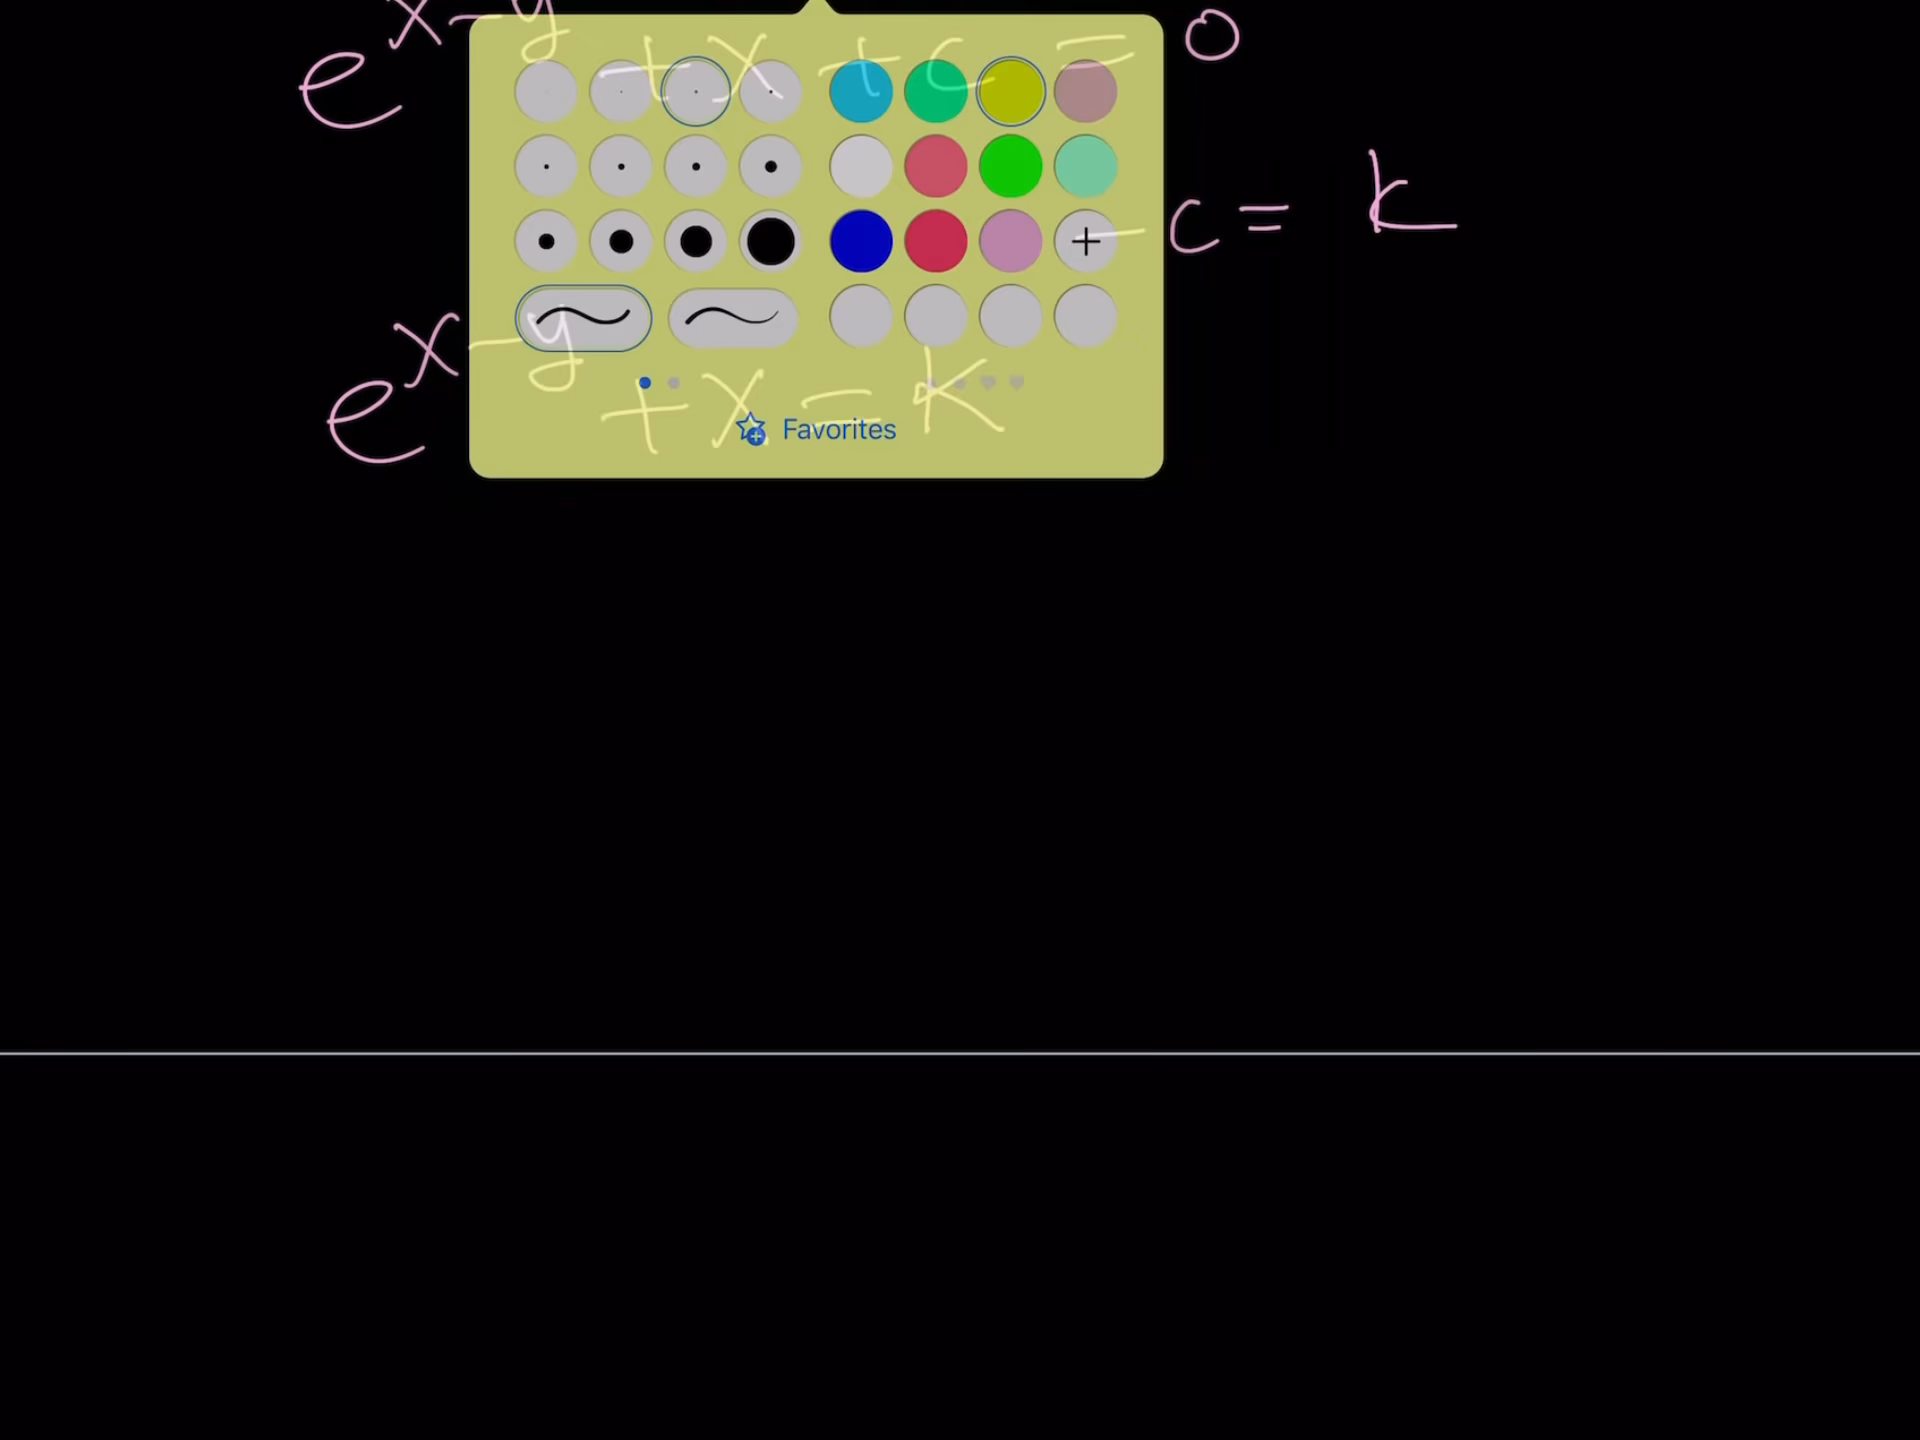 e^{x-y} + x + c = 0
-c = k
e^{x-y} + x = k
Favorites